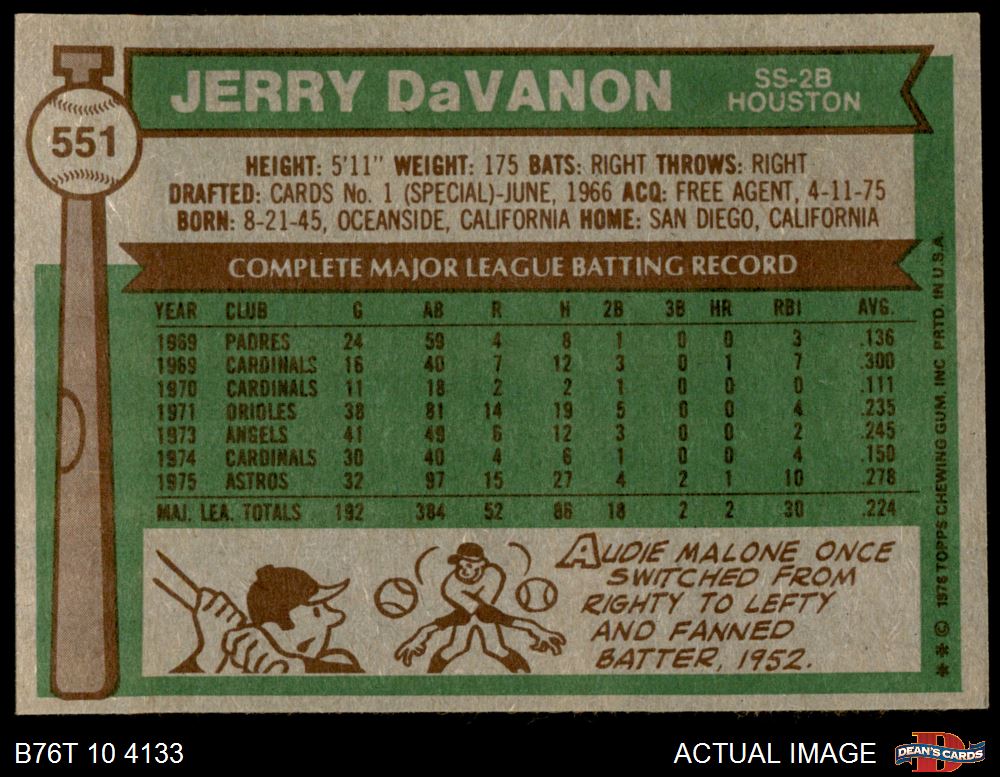 551
JERRY DaVANON
SS-2B
HOUSTON
HEIGHT: 5'11" WEIGHT: 175 BATS: RIGHT THROWS: RIGHT
DRAFTED: CARDS No. 1 (SPECIAL)-JUNE, 1966 ACQ: FREE AGENT, 4-11-75
BORN: 8-21-45, OCEANSIDE, CALIFORNIA HOME: SAN DIEGO, CALIFORNIA
COMPLETE MAJOR LEAGUE BATTING RECORD
YEAR CLUB G AB R H 2B 3B HR RBI AVG.
1969 PADRES 24 59 4 8 1 0 0 3 .136
1969 CARDINALS 16 40 7 12 3 0 1 7 .300
1970 CARDINALS 11 18 2 2 1 0 0 0 .111
1971 ORIOLES 38 81 14 19 5 0 0 4 .235
1973 ANGELS 41 49 6 12 3 0 0 2 .245
1974 CARDINALS 30 40 4 6 1 0 0 4 .150
1975 ASTROS 32 97 15 27 4 2 1 10 .278
MAJ. LEA. TOTALS 192 384 52 86 18 2 2 30 .224
AUDIE MALONE ONCE
SWITCHED FROM
RIGHTY TO LEFTY
AND FANNED
BATTER, 1952.
* * © 1976 TOPPS CHEWING GUM, INC PRTD. IN U.S.A.
B76T 10 4133
ACTUAL IMAGE
D
DEAN'S CARDS